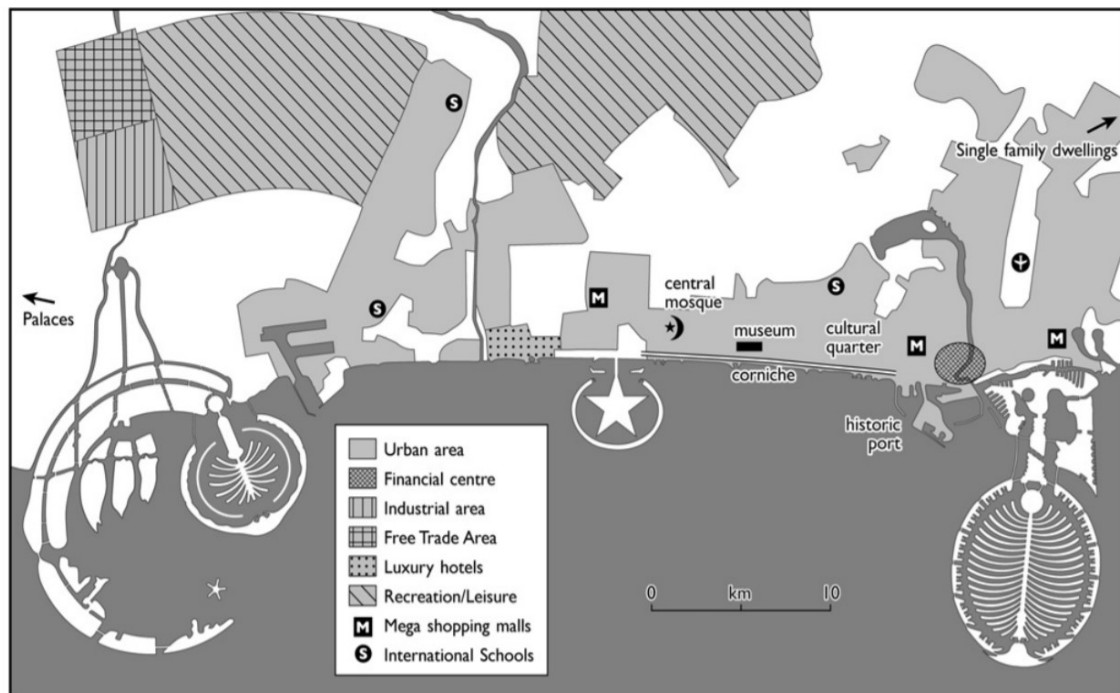 S
Single family dwellings
Palaces
S
M
central
mosque
S
museum
cultural
quarter
M
M
corniche
historic
port
Urban area
Financial centre
Industrial area
Free Trade Area
Luxury hotels
Recreation/Leisure
M Mega shopping malls
S International Schools
0 km 10